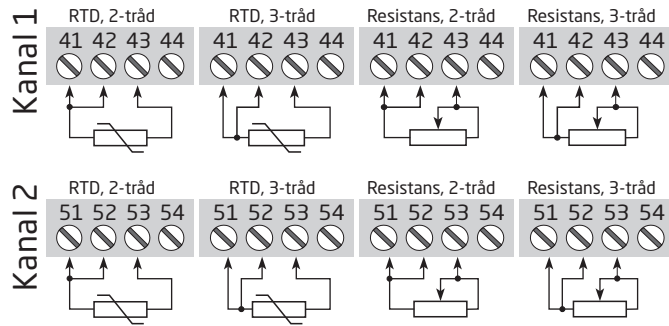 Kanal 1
RTD, 2-tråd
RTD, 3-tråd
Resistans, 2-tråd
Resistans, 3-tråd
41 42 43 44
41 42 43 44
41 42 43 44
41 42 43 44
Kanal 2
RTD, 2-tråd
RTD, 3-tråd
Resistans, 2-tråd
Resistans, 3-tråd
51 52 53 54
51 52 53 54
51 52 53 54
51 52 53 54